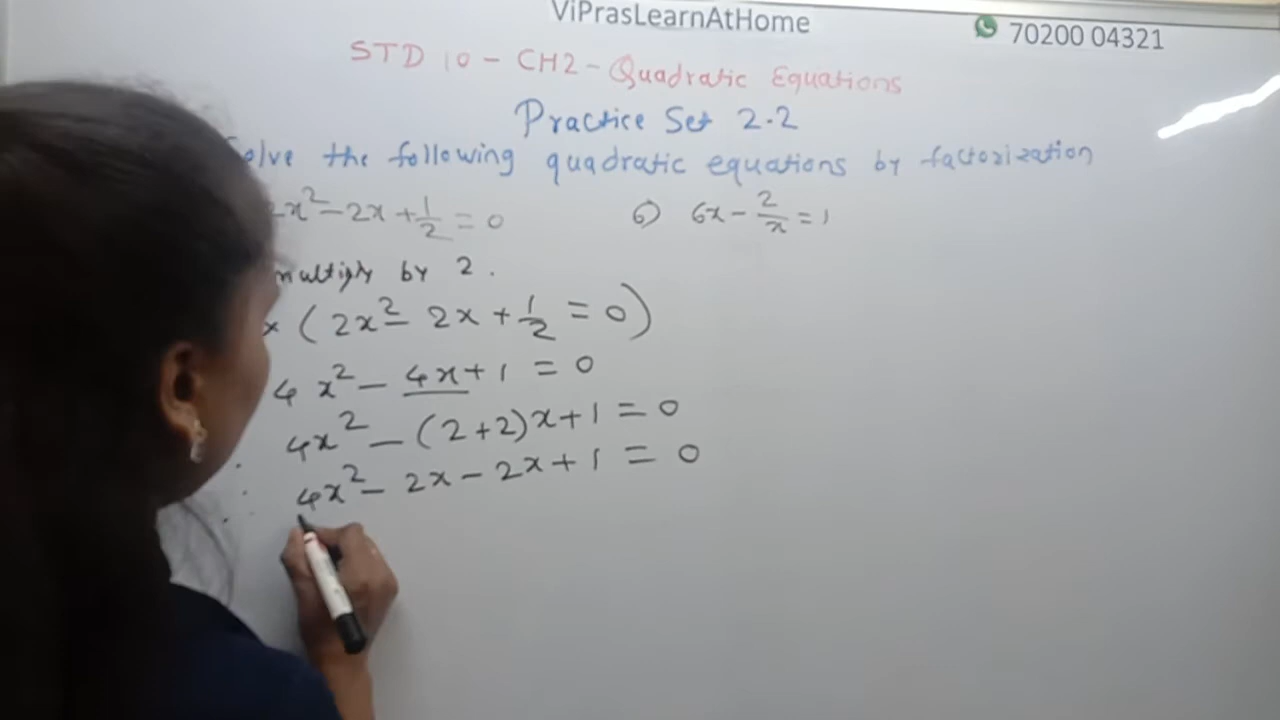 ViPrasLearnAtHome
70200 04321
STD 10 - CH2 - Quadratic Equations
Practice Set 2.2
Solve the following quadratic equations by factorization
2x² - 2x + 1/2 = 0
6) 6x - 2/x = 1
multiply by 2.
× (2x² - 2x + 1/2 = 0)
4x² - 4x + 1 = 0
4x² - (2+2)x + 1 = 0
∴ 4x² - 2x - 2x + 1 = 0